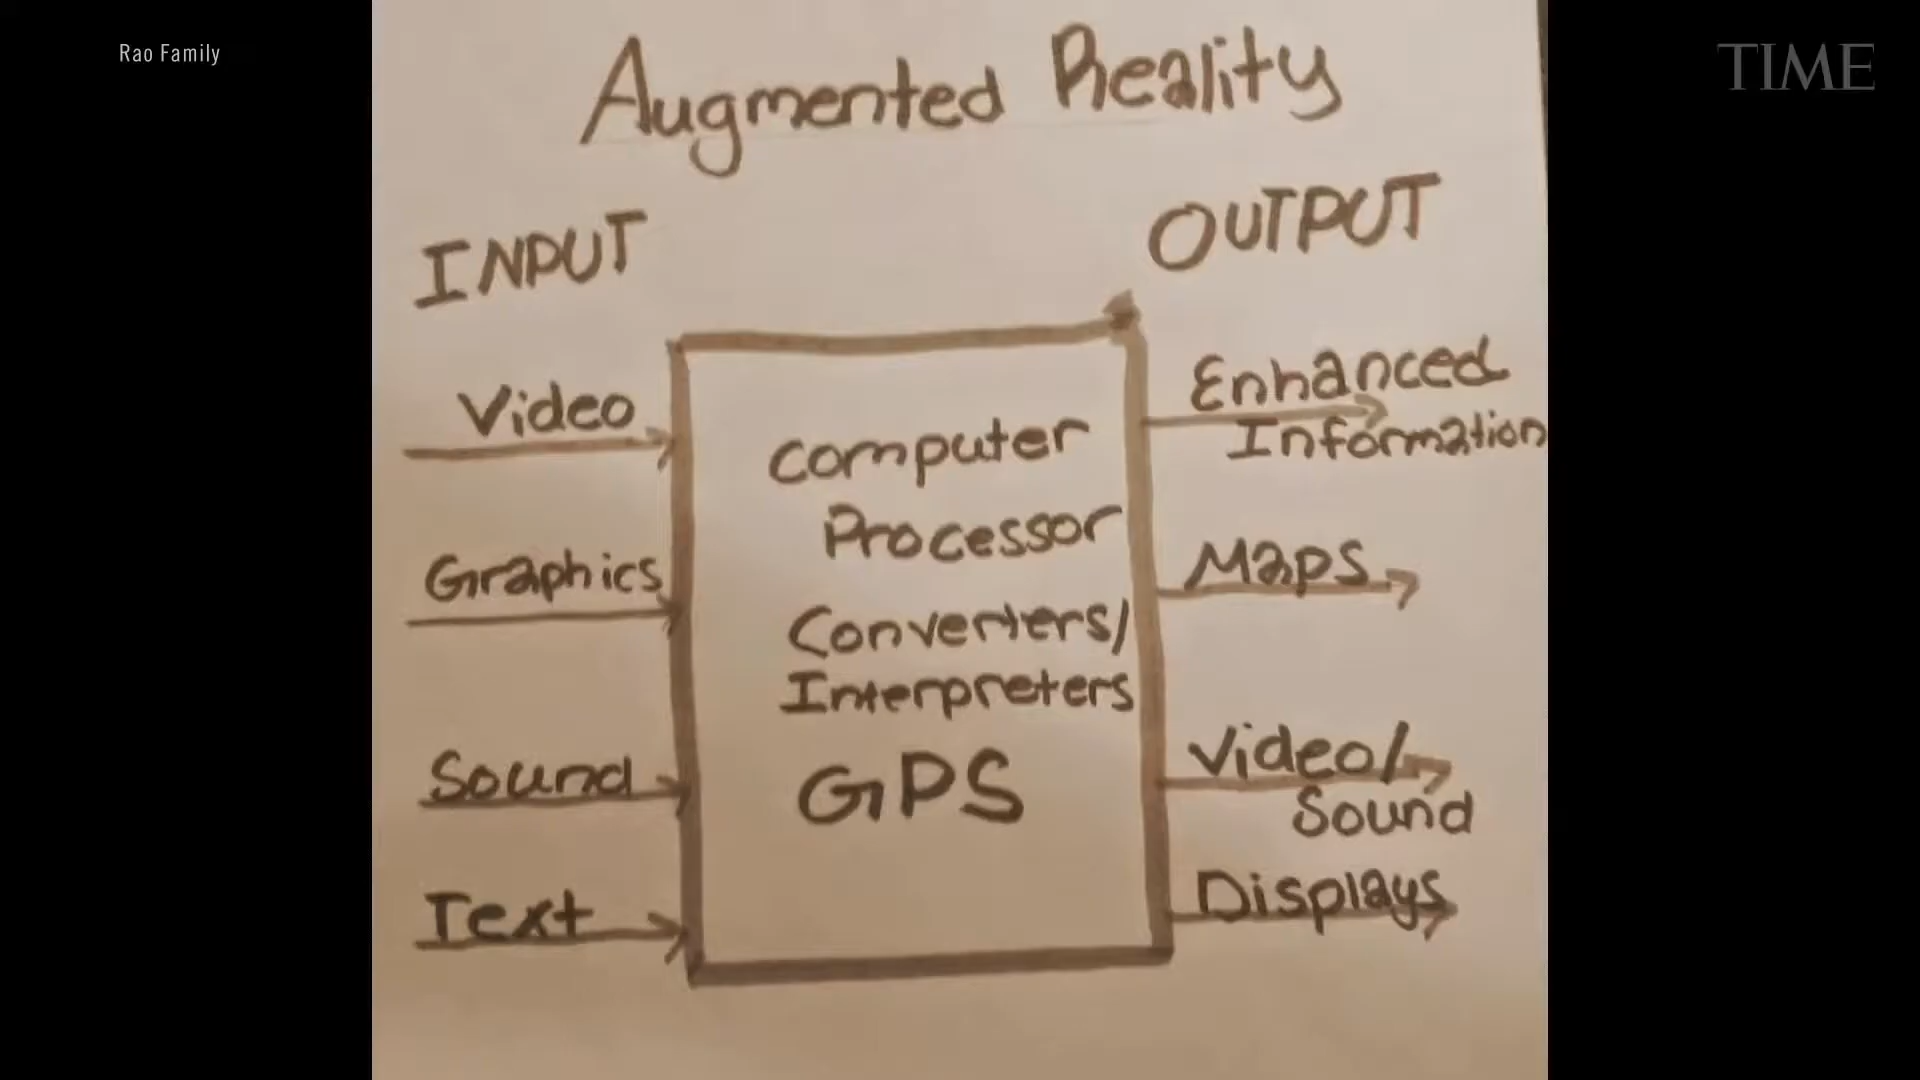 Rao Family
TIME
Augmented Reality
INPUT
OUTPUT
Video
Graphics
Sound
Text
Computer
Processor
Converters/
Interpreters
GPS
Enhanced
Information
Maps
Video/
Sound
Displays